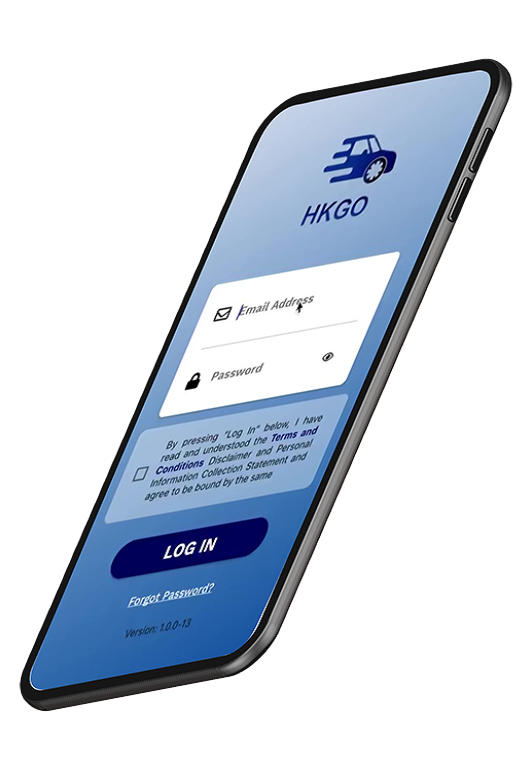 HKGO
Email Address
Password
By pressing "Log In" below, I have
read and understood the Terms and
Conditions Disclaimer and Personal
Information Collection Statement and
agree to be bound by the same
LOG IN
Forgot Password?
Version: 1.0.0-13